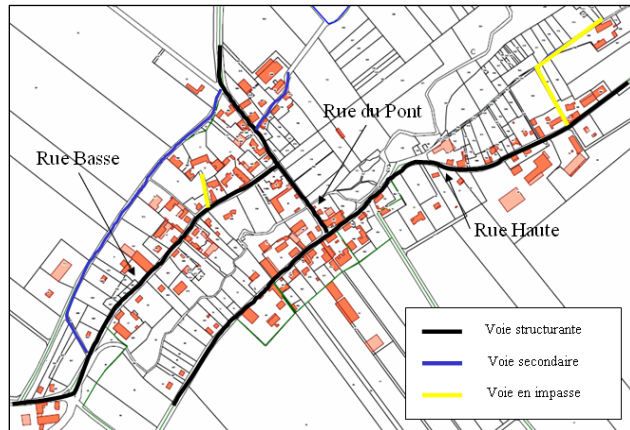 Rue du Pont
Rue Basse
Rue Haute
Voie structurante
Voie secondaire
Voie en impasse